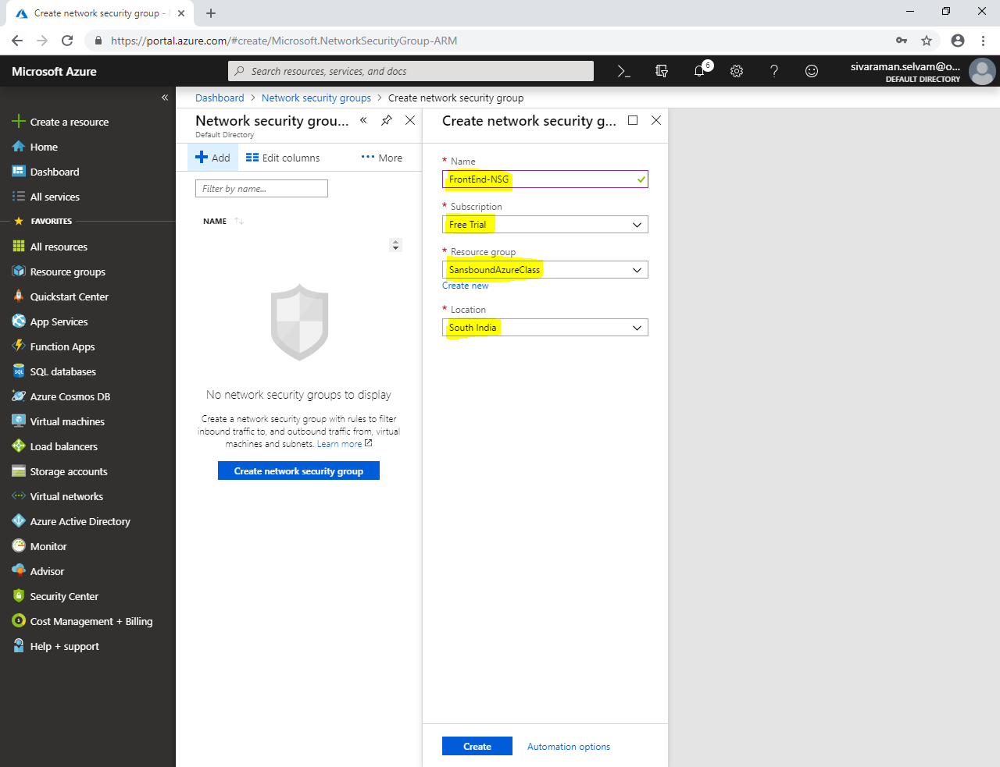 Create network security group -
https://portal.azure.com/#create/Microsoft.NetworkSecurityGroup-ARM
Microsoft Azure
Search resources, services, and docs
6
sivaraman.selvam@o...
DEFAULT DIRECTORY
Create a resource
Home
Dashboard
All services
FAVORITES
All resources
Resource groups
Quickstart Center
App Services
Function Apps
SQL databases
Azure Cosmos DB
Virtual machines
Load balancers
Storage accounts
Virtual networks
Azure Active Directory
Monitor
Advisor
Security Center
Cost Management + Billing
Help + support
Dashboard > Network security groups > Create network security group
Network security grou...
Default Directory
Add
Edit columns
More
Filter by name...
NAME
No network security groups to display
Create a network security group with rules to filter
inbound traffic to, and outbound traffic from, virtual
machines and subnets. Learn more
Create network security group
Create network security g...
* Name
FrontEnd-NSG
* Subscription
Free Trial
* Resource group
SansboundAzureClass
Create new
* Location
South India
Create
Automation options